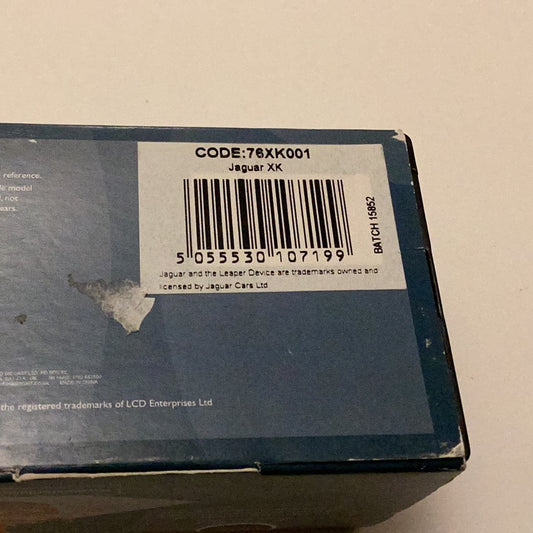 CODE:76XK001
Jaguar XK
5 055530 107199
BATCH 15852
Jaguar and the Leaper Device are trademarks owned and
licensed by Jaguar Cars Ltd
reference.
model
not
ears.
the registered trademarks of LCD Enterprises Ltd